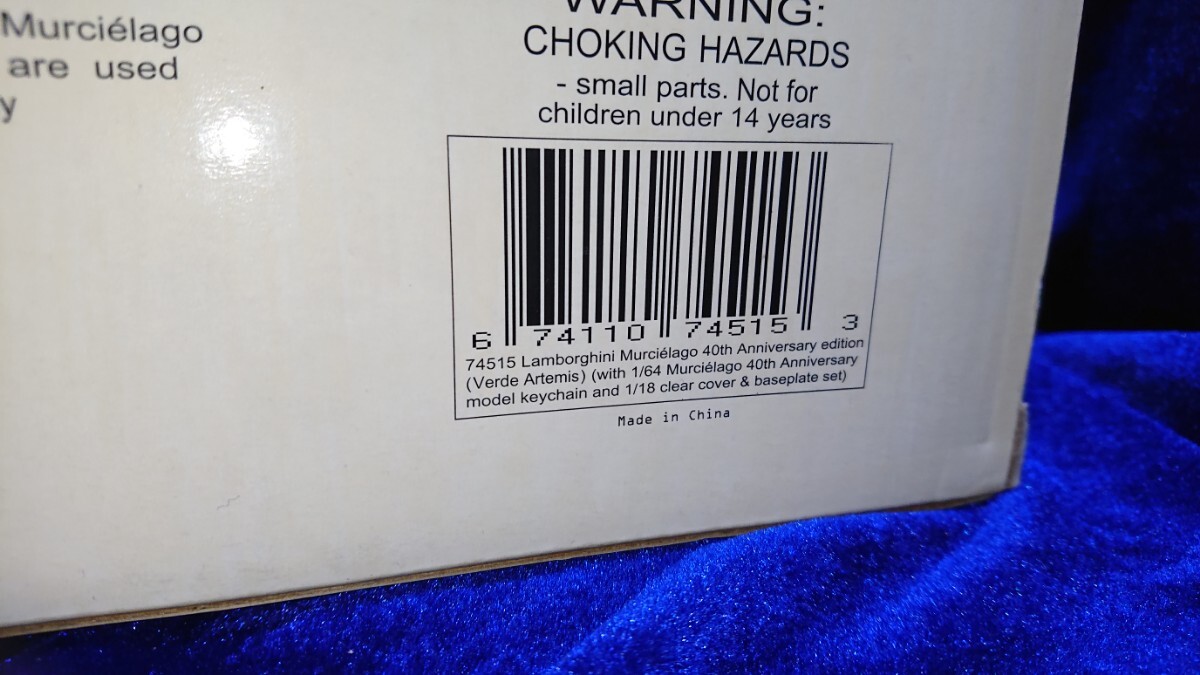 Murciélago
are used
y
WARNING:
CHOKING HAZARDS
- small parts. Not for
children under 14 years
6 74110 74515 3
74515 Lamborghini Murciélago 40th Anniversary edition
(Verde Artemis) (with 1/64 Murciélago 40th Anniversary
model keychain and 1/18 clear cover & baseplate set)
Made in China